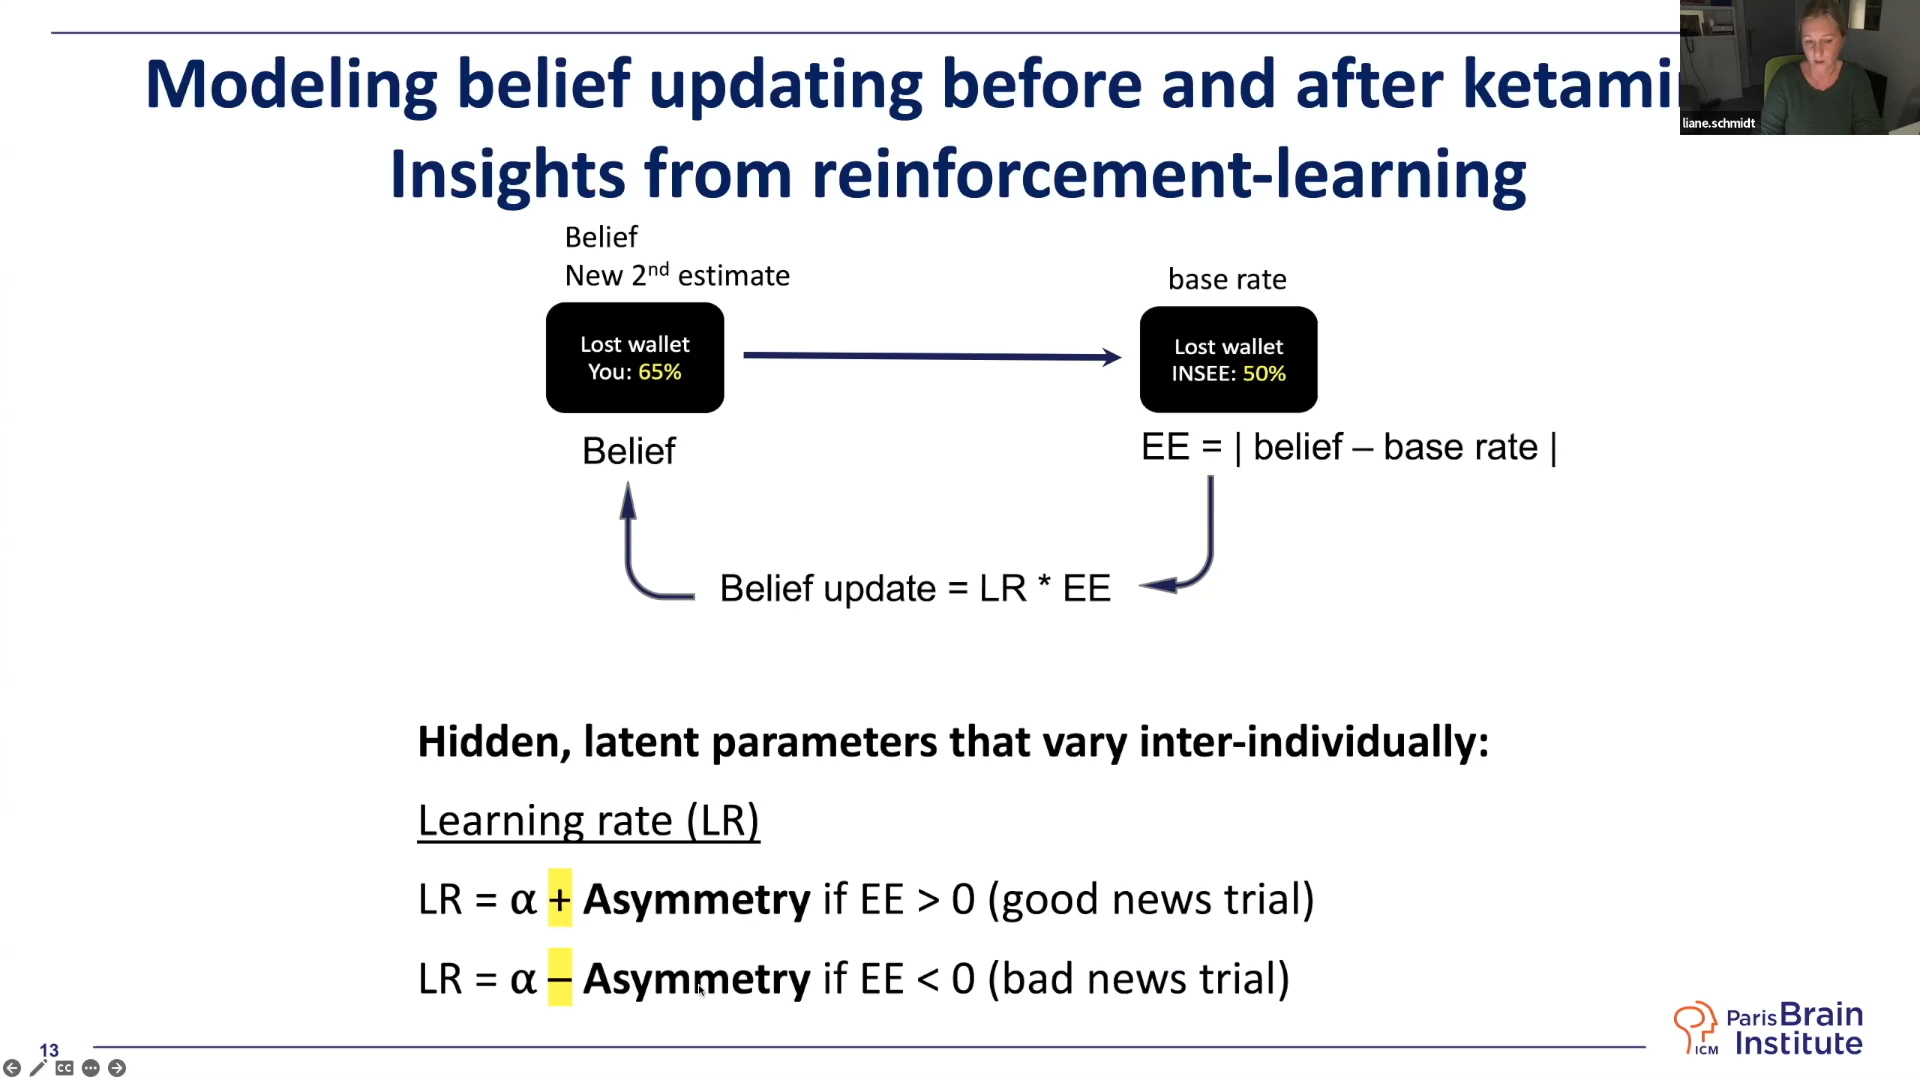 Modeling belief updating before and after ketami
Insights from reinforcement-learning
liane.schmidt
Belief
New 2nd estimate
base rate
Lost wallet
You: 65%
Lost wallet
INSEE: 50%
Belief
EE = | belief – base rate |
Belief update = LR * EE
Hidden, latent parameters that vary inter-individually:
Learning rate (LR)
LR = α + Asymmetry if EE > 0 (good news trial)
LR = α – Asymmetry if EE < 0 (bad news trial)
13
CC
ICM
Paris Brain
Institute